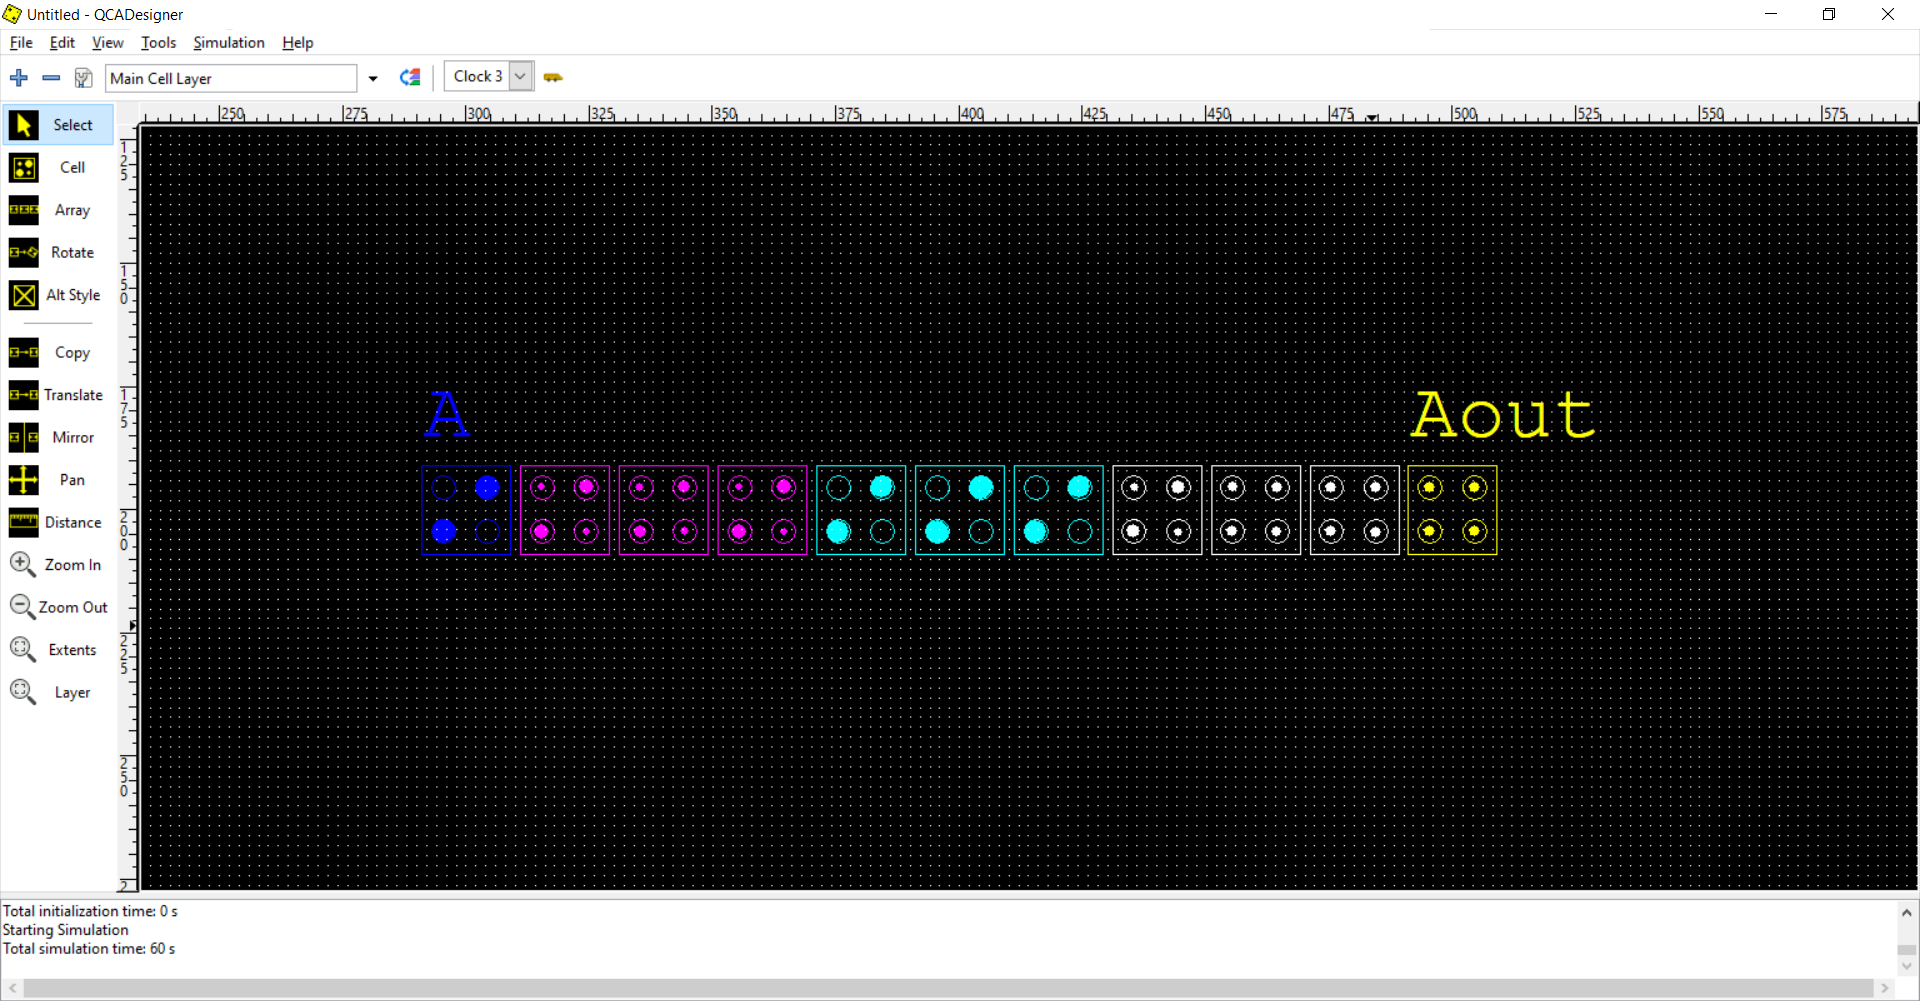 Untitled - QCADesigner
File Edit View Tools Simulation Help
Main Cell Layer Clock 3
250 275 300 325 350 375 400 425 450 475 500 525 550 575
Select
Cell
Array
Rotate
Alt Style
Copy
Translate
Mirror
Pan
Distance
Zoom In
Zoom Out
Extents
Layer
125
150
175
200
225
250
2
A Aout
Total initialization time: 0 s
Starting Simulation
Total simulation time: 60 s